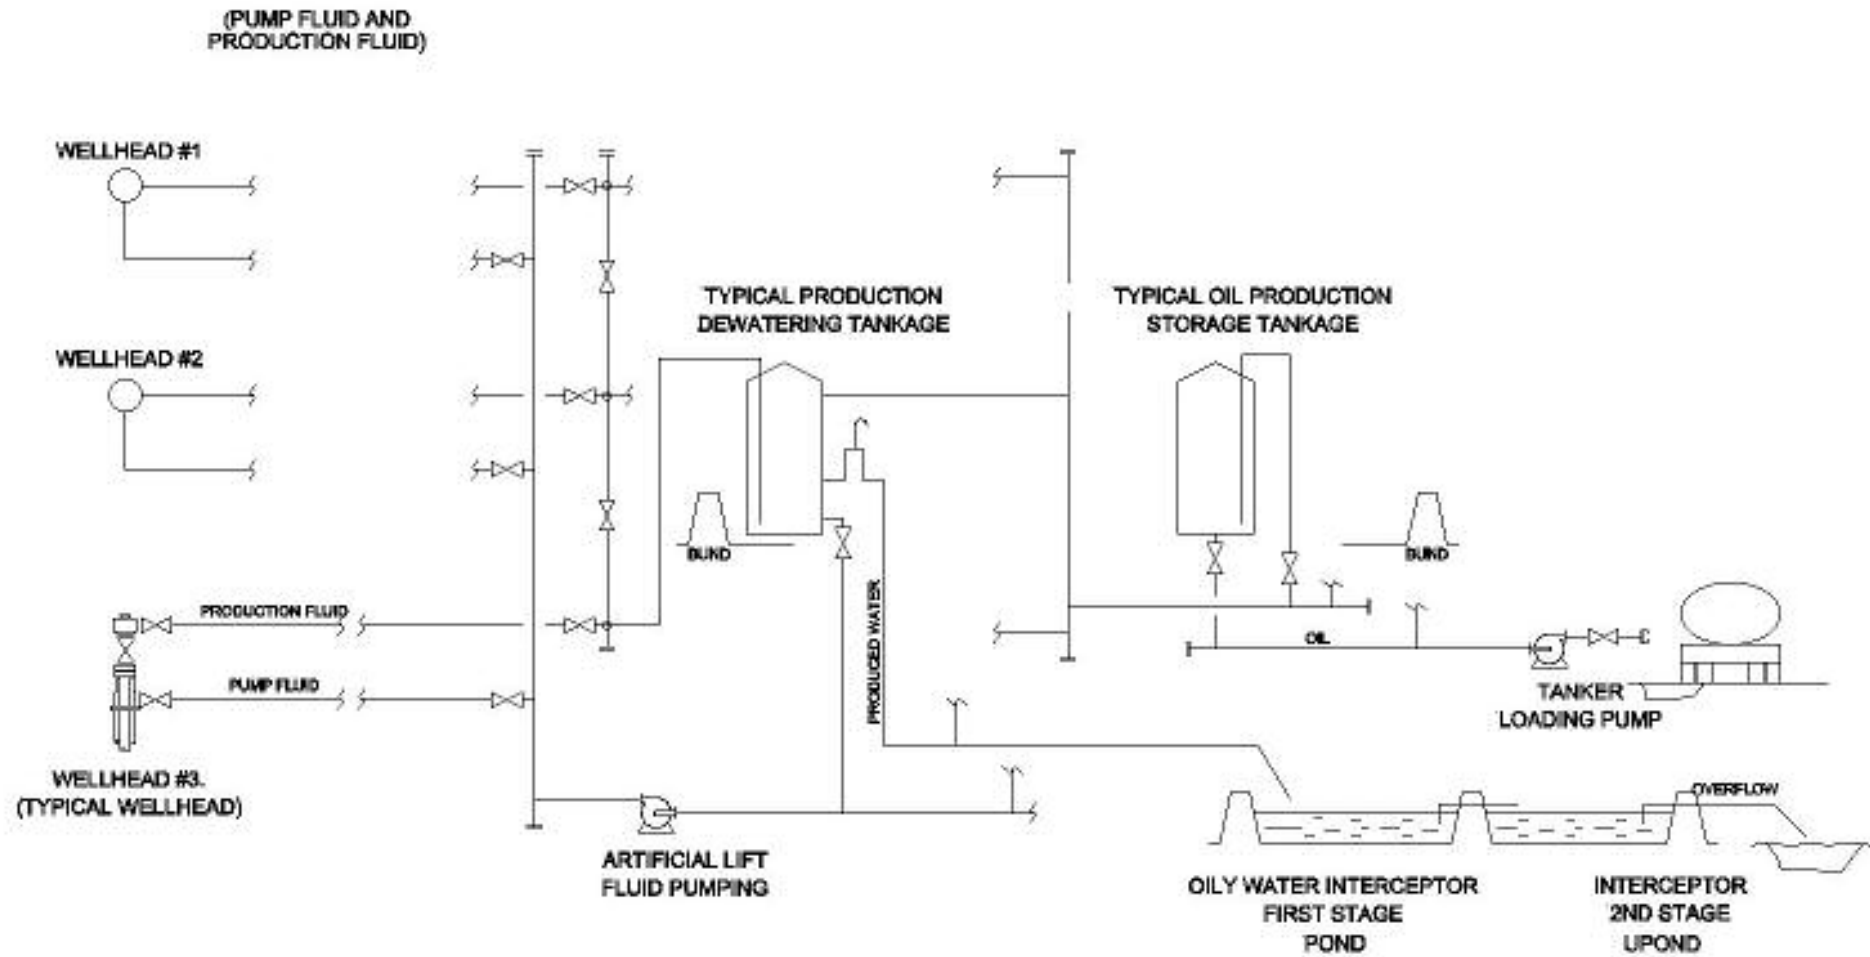 (PUMP FLUID AND
PRODUCTION FLUID)
WELLHEAD #1
TYPICAL PRODUCTION
DEWATERING TANKAGE
TYPICAL OIL PRODUCTION
STORAGE TANKAGE
WELLHEAD #2
BUND
BUND
PRODUCTION FLUID
PUMP FLUID
PRODUCED WATER
OIL
TANKER
LOADING PUMP
WELLHEAD #3.
(TYPICAL WELLHEAD)
OVERFLOW
ARTIFICIAL LIFT
FLUID PUMPING
OILY WATER INTERCEPTOR
FIRST STAGE
POND
INTERCEPTOR
2ND STAGE
UPOND